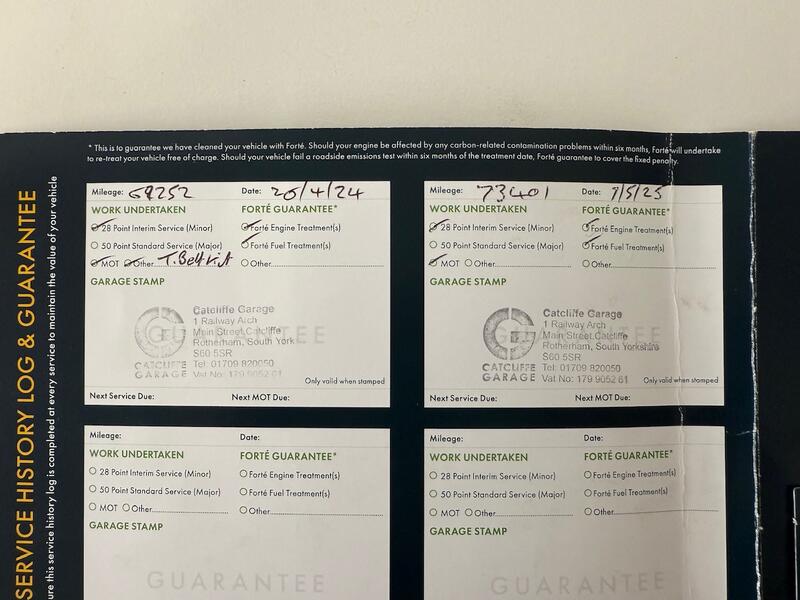 * This is to guarantee we have cleaned your vehicle with Forté. Should your engine be affected by any carbon-related contamination problems within six months, Forté will undertake
to re-treat your vehicle free of charge. Should your vehicle fail a roadside emissions test within six months of the treatment date, Forté guarantee to cover the fixed penalty.
SERVICE HISTORY LOG & GUARANTEE
ure this service history log is completed at every service to maintain the value of your vehicle
Mileage: 69252 Date: 20/4/24
WORK UNDERTAKEN FORTÉ GUARANTEE*
28 Point Interim Service (Minor) Forté Engine Treatment(s)
50 Point Standard Service (Major) Forté Fuel Treatment(s)
MOT Other T.Belt Kit Other
GARAGE STAMP
GUARANTEE
Catcliffe Garage
1 Railway Arch
Main Street,Catcliffe
Rotherham, South York
S60 5SR
CATCLIFFE Tel: 01709 820050
GARAGE Vat No: 179 9052 61
Only valid when stamped
Next Service Due: Next MOT Due:
Mileage: 73401 Date: 9/5/25
WORK UNDERTAKEN FORTÉ GUARANTEE*
28 Point Interim Service (Minor) Forté Engine Treatment(s)
50 Point Standard Service (Major) Forté Fuel Treatment(s)
MOT Other Other
GARAGE STAMP
GUARANTEE
Catcliffe Garage
1 Railway Arch
Main Street,Catcliffe
Rotherham, South Yorkshire
S60 5SR
CATCLIFFE Tel: 01709 820050
GARAGE Vat No: 179 9052 61
Only valid when stamped
Next Service Due: Next MOT Due:
Mileage: Date:
WORK UNDERTAKEN FORTÉ GUARANTEE*
28 Point Interim Service (Minor) Forté Engine Treatment(s)
50 Point Standard Service (Major) Forté Fuel Treatment(s)
MOT Other Other
GARAGE STAMP
GUARANTEE
Mileage: Date:
WORK UNDERTAKEN FORTÉ GUARANTEE*
28 Point Interim Service (Minor) Forté Engine Treatment(s)
50 Point Standard Service (Major) Forté Fuel Treatment(s)
MOT Other Other
GARAGE STAMP
GUARANTEE